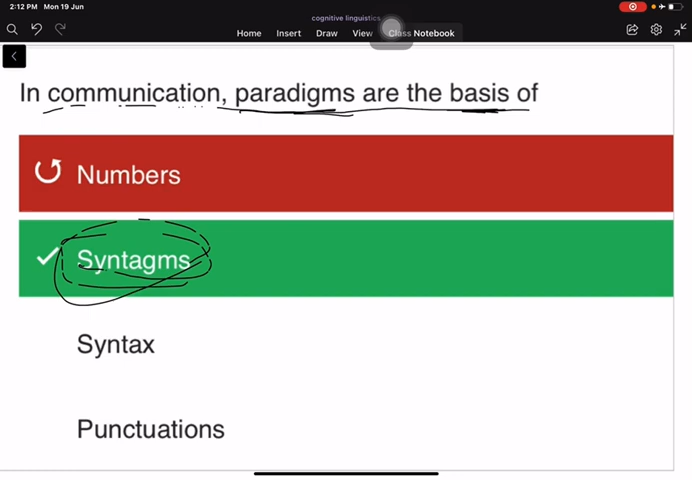 2:12 PM Mon 19 Jun
cognitive linguistics
Home Insert Draw View Class Notebook
In communication, paradigms are the basis of
Numbers
Syntagms
Syntax
Punctuations